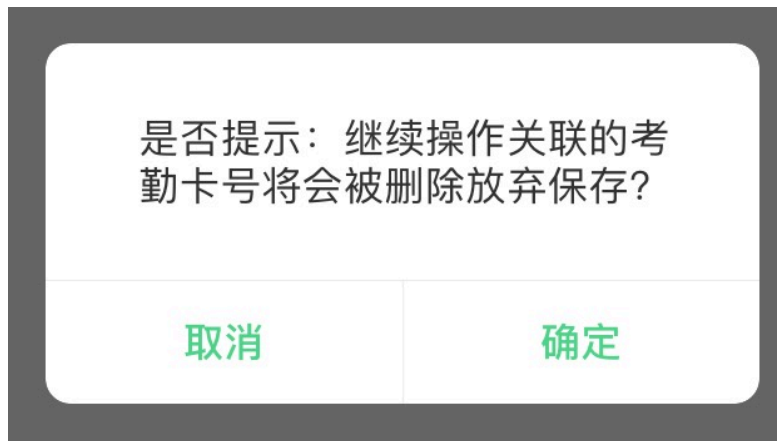 是否提示：继续操作关联的考
勤卡号将会被删除放弃保存？
取消
确定